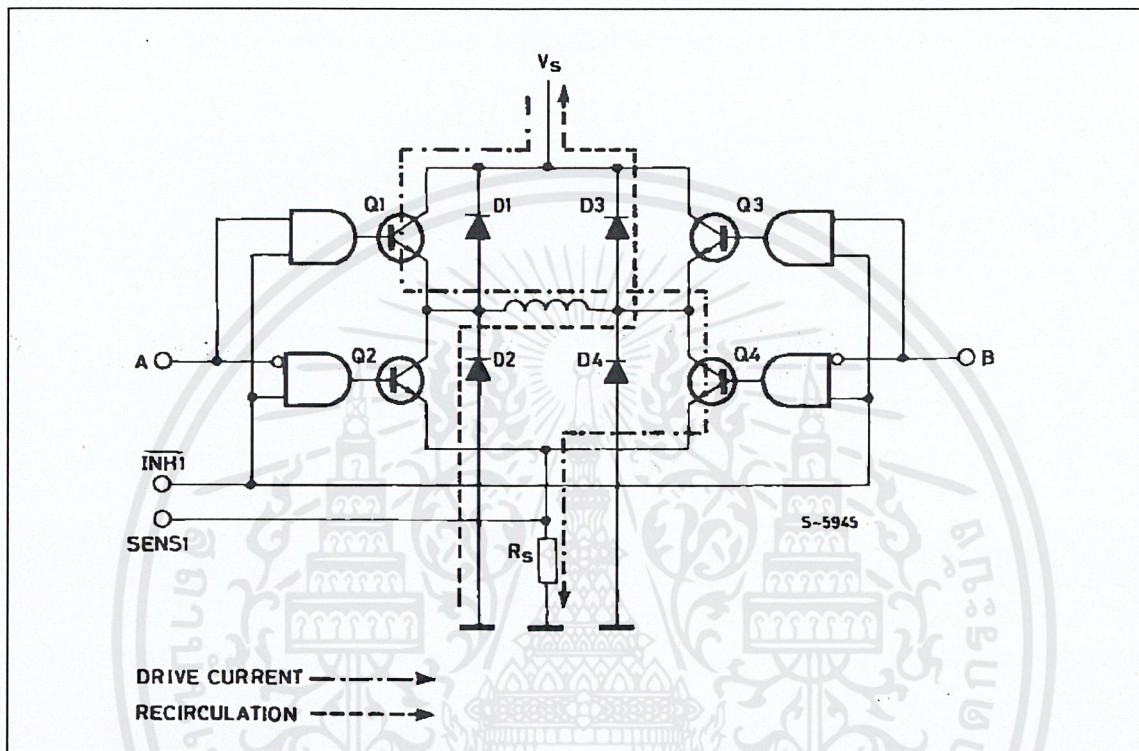 Vs
Q1
D1
D3
Q3
A
Q2
D2
D4
Q4
B
INH1
SENS1
Rs
S-5945
DRIVE CURRENT
RECIRCULATION